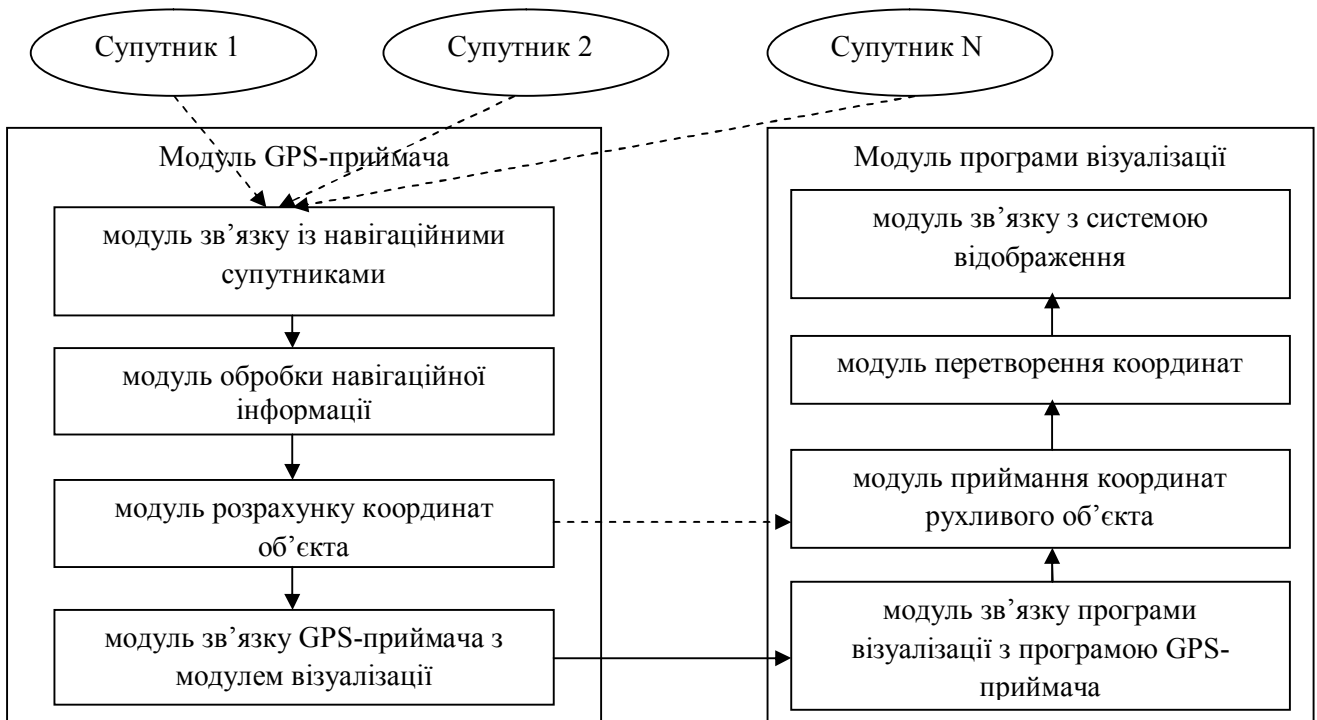 Супутник 1
Супутник 2
Супутник N
Модуль GPS-приймача
модуль зв’язку із навігаційними
супутниками
модуль обробки навігаційної
інформації
модуль розрахунку координат
об’єкта
модуль зв’язку GPS-приймача з
модулем візуалізації
Модуль програми візуалізації
модуль зв’язку з системою
відображення
модуль перетворення координат
модуль приймання координат
рухливого об’єкта
модуль зв’язку програми
візуалізації з програмою GPS-
приймача